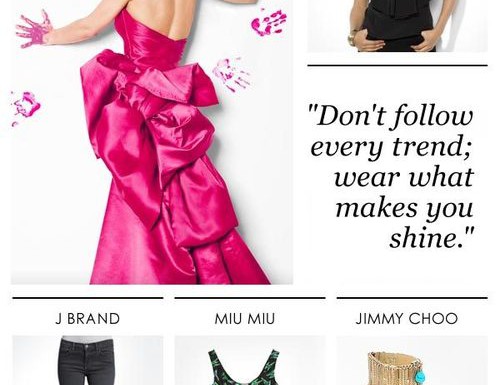 "Don't follow
every trend;
wear what
makes you
shine."
J BRAND
MIU MIU
JIMMY CHOO